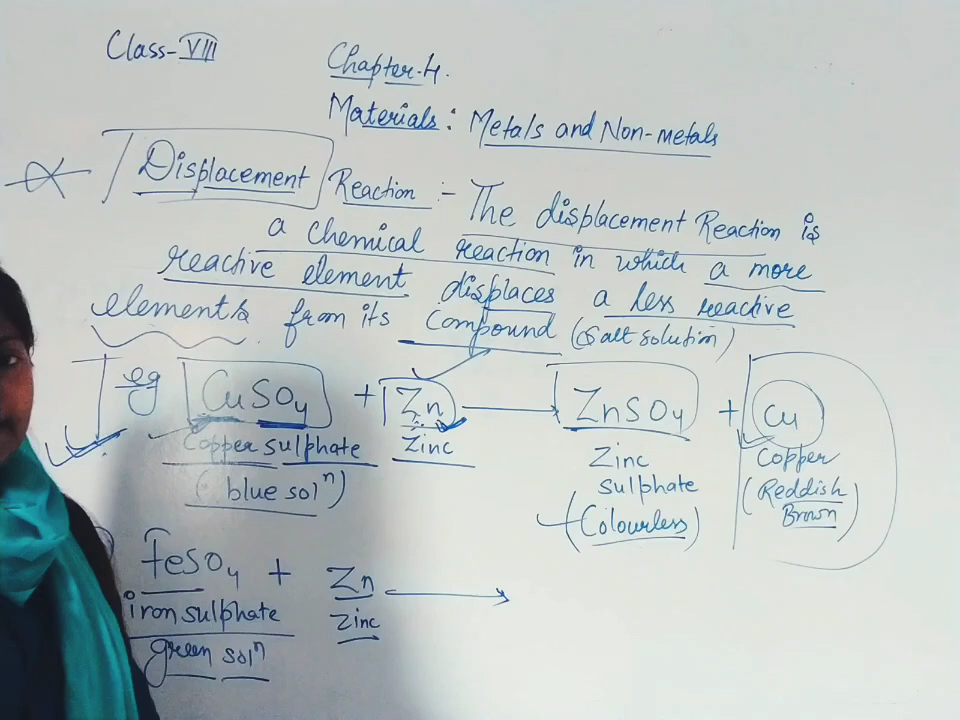 Class-VIII
Chapter-4.
Materials: Metals and Non-metals
Displacement Reaction :- The displacement Reaction is
a chemical reaction in which a more
reactive element displaces a less reactive
elements from its compound (Salt solution)
eg CuSO4 + Zn → ZnSO4 + Cu
Copper sulphate Zinc Zinc sulphate Copper
(blue solⁿ) (Colourless) (Reddish Brown)
feSO4 + Zn →
iron sulphate zinc
green solⁿ